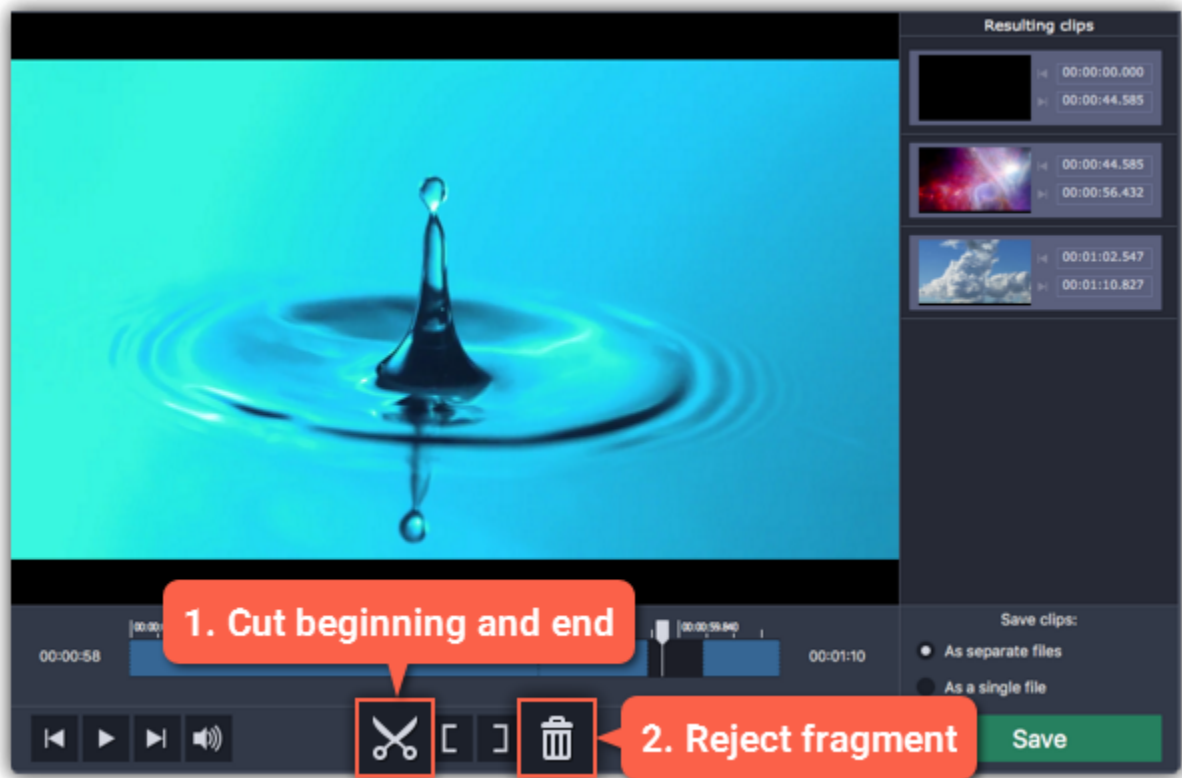 Resulting clips
00:00:00.000
00:00:44.585
00:00:44.585
00:00:56.432
00:01:02.547
00:01:10.827
1. Cut beginning and end
00:00:59.840
00:00:58
00:01:10
Save clips:
As separate files
As a single file
2. Reject fragment
Save